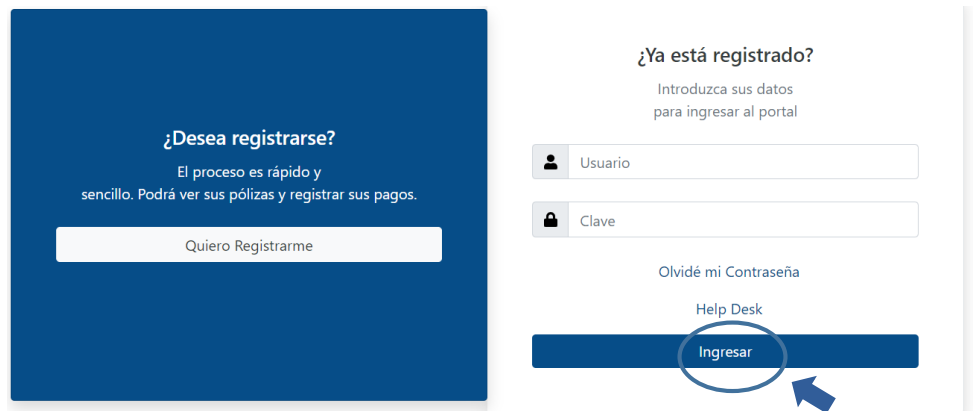 ¿Desea registrarse?
El proceso es rápido y
sencillo. Podrá ver sus pólizas y registrar sus pagos.
Quiero Registrarme
¿Ya está registrado?
Introduzca sus datos
para ingresar al portal
Usuario
Clave
Olvidé mi Contraseña
Help Desk
Ingresar